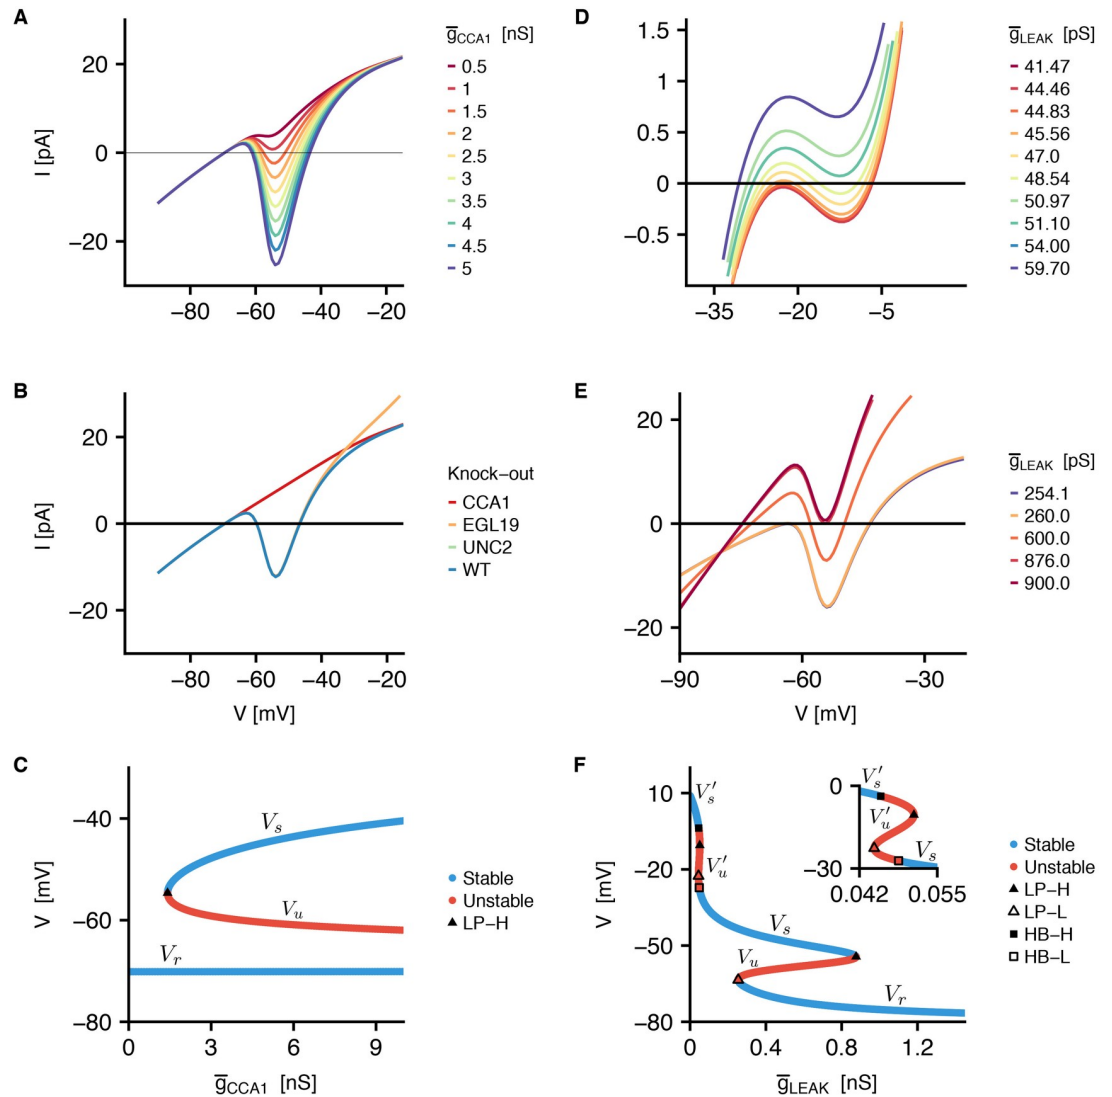 A
I [pA]
20
0
−20
−80
−60
−40
−20
g̅CCA1 [nS]
0.5
1
1.5
2
2.5
3
3.5
4
4.5
5
D
1.5
1
0.5
0
−0.5
−35
−20
−5
g̅LEAK [pS]
41.47
44.46
44.83
45.56
47.0
48.54
50.97
51.10
54.00
59.70
B
I [pA]
20
0
−20
−80
−60
−40
−20
V [mV]
Knock−out
CCA1
EGL19
UNC2
WT
E
20
0
−20
−90
−60
−30
V [mV]
g̅LEAK [pS]
254.1
260.0
600.0
876.0
900.0
C
V [mV]
−40
−60
−80
0
3
6
9
g̅CCA1 [nS]
Vs
Vu
Vr
Stable
Unstable
LP−H
F
V [mV]
10
−20
−50
−80
0
0.4
0.8
1.2
g̅LEAK [nS]
V's
V'u
Vs
Vu
Vr
0
−30
0.042
0.055
V's
V'u
Vs
Stable
Unstable
LP−H
LP−L
HB−H
HB−L